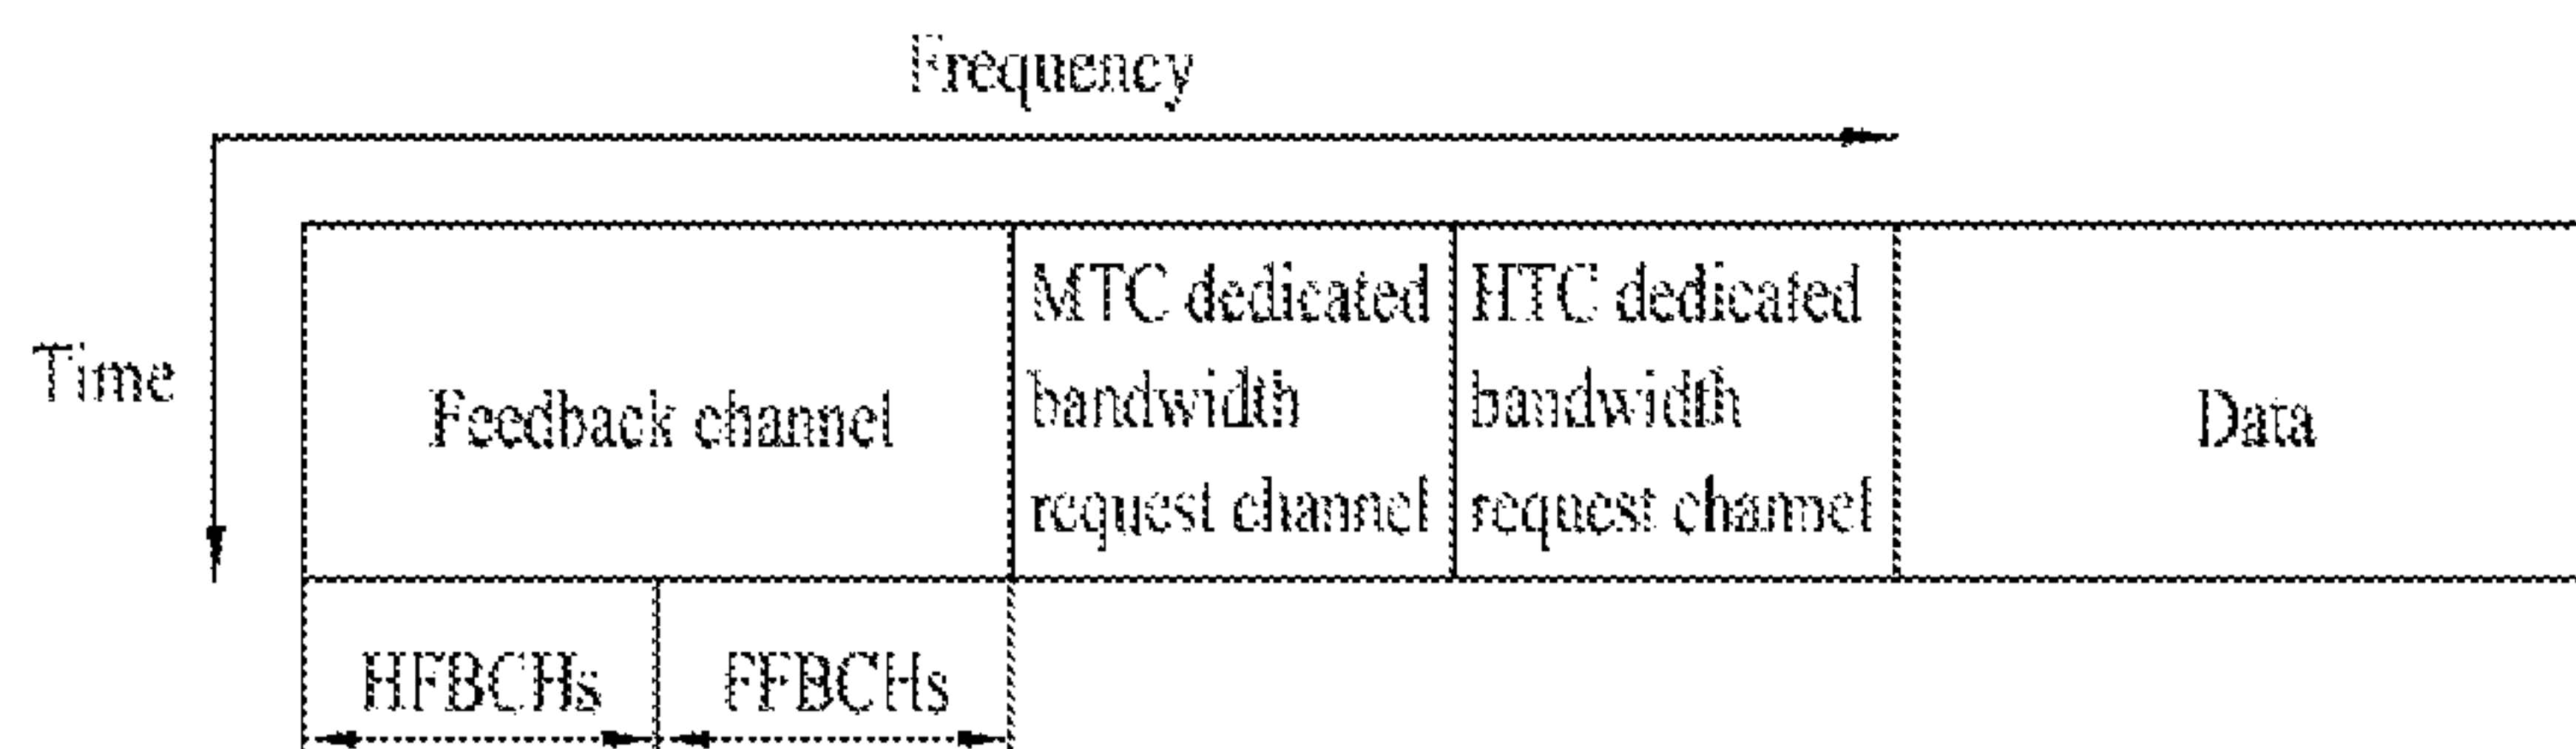 Frequency
Time
Feedback channel
MTC dedicated
bandwidth
request channel
HTC dedicated
bandwidth
request channel
Data
HFBCHs
FFBCHs